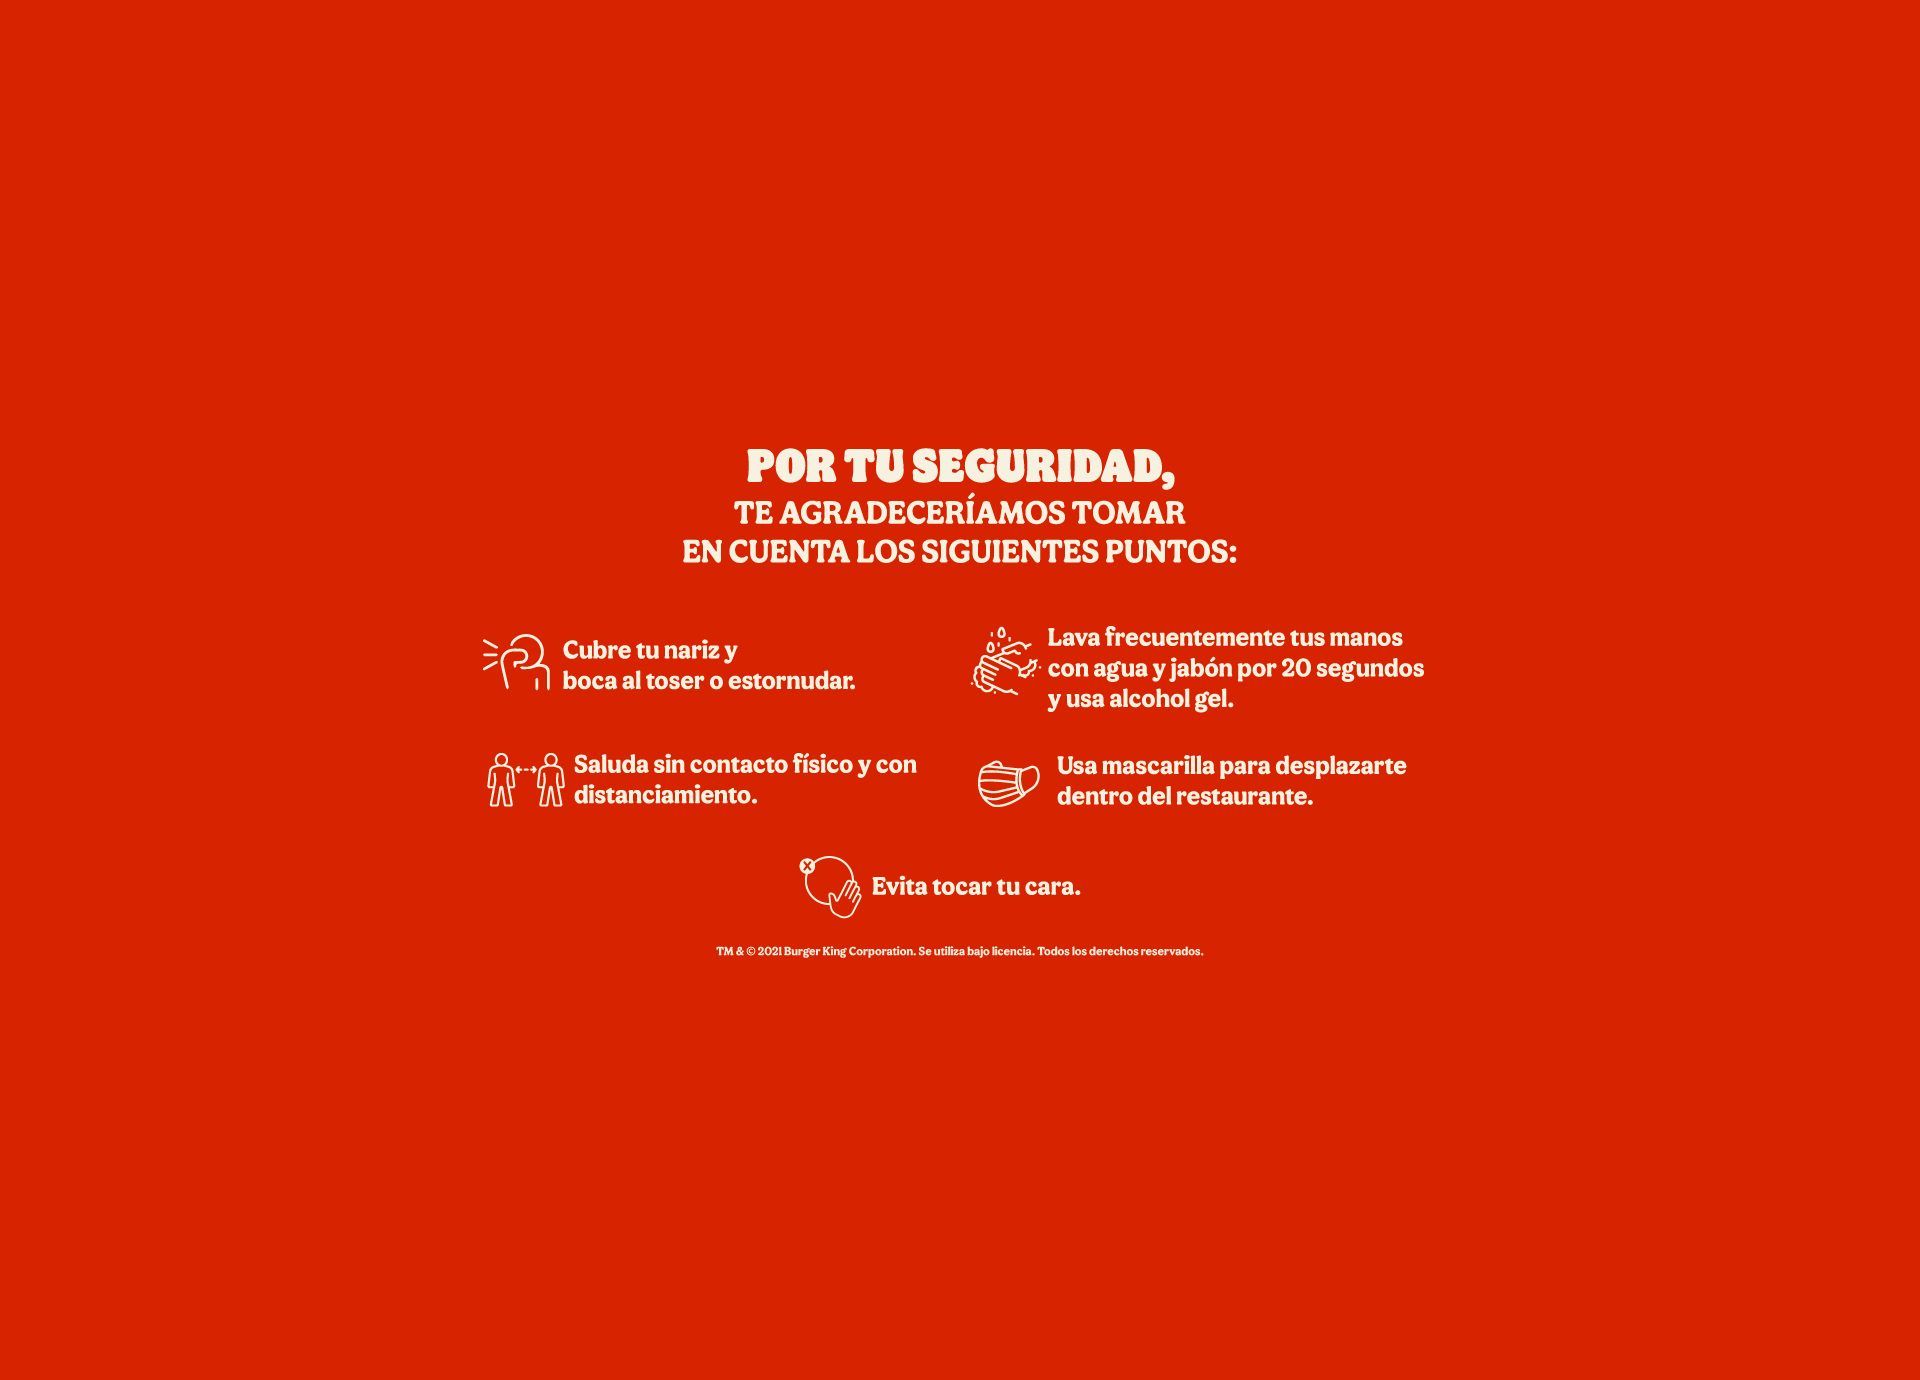 POR TU SEGURIDAD,
TE AGRADECERÍAMOS TOMAR
EN CUENTA LOS SIGUIENTES PUNTOS:
Cubre tu nariz y
boca al toser o estornudar.
Lava frecuentemente tus manos
con agua y jabón por 20 segundos
y usa alcohol gel.
Saluda sin contacto físico y con
distanciamiento.
Usa mascarilla para desplazarte
dentro del restaurante.
Evita tocar tu cara.
TM & © 2021 Burger King Corporation. Se utiliza bajo licencia. Todos los derechos reservados.